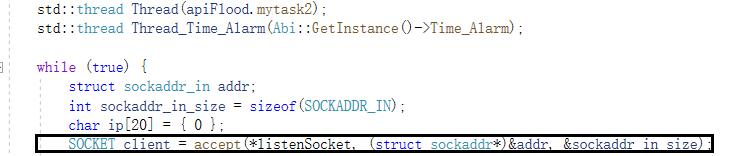 std::thread Thread(apiFlood.mytask2);
std::thread Thread_Time_Alarm(Abi::GetInstance()->Time_Alarm);
while (true) {
struct sockaddr_in addr;
int sockaddr_in_size = sizeof(SOCKADDR_IN);
char ip[20] = { 0 };
SOCKET client = accept(*listenSocket, (struct sockaddr*)&addr, &sockaddr_in_size);